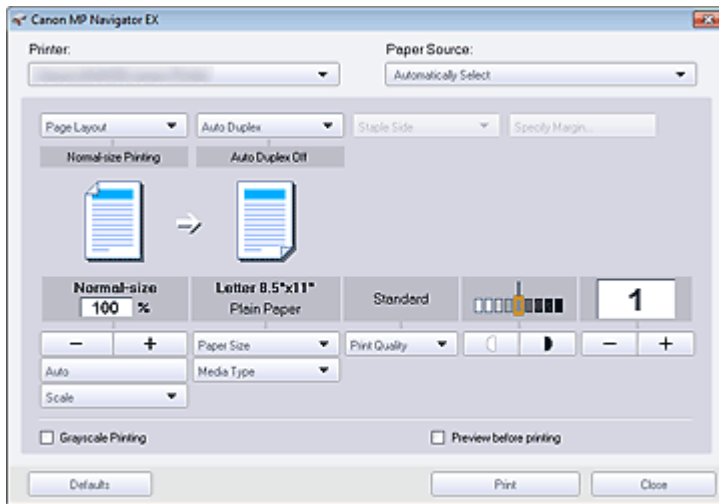 Canon MP Navigator EX
Printer: Paper Source:
Automatically Select
Page Layout Auto Duplex Staple Side Specify Margin...
Normal-size Printing Auto Duplex Off
Normal-size Letter 8.5"x11" Standard 1
100 % Plain Paper
- + Paper Size Print Quality - +
Auto Media Type
Scale
Grayscale Printing Preview before printing
Defaults Print Close